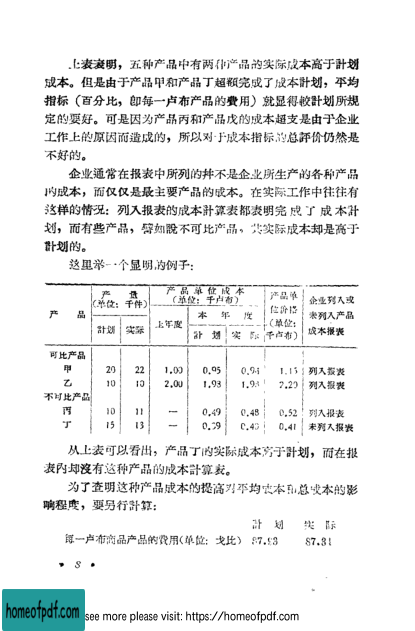 上表表明，五种产品中有两种产品的实际成本高于計划
成本。但是由于产品甲和产品丁超額完成了成本計划，平均
指标（百分比，即每一卢布产品的費用）就显得較計划所規
定的要好。可是因为产品丙和产品戊的成本超支是由于企业
工作上的原因而造成的，所以对于成本指标的总評价仍然是
不好的。
企业通常在报表中所列的并不是企业所生产的各种产品
的成本，而仅仅是最主要产品的成本。在实际工作中往往有
这样的情况：列入报表的成本計算表都表明完成了成本計
划，而有些产品，譬如說不可比产品，其实际成本却是高于
計划的。
这里举一个显明的例子：
产 品 产 量（单位：千件） 产品单位成本（单位：千卢布） 产品单位价格（单位：千卢布） 企业列入或未列入产品成本报表
計划 实际 上年度 本 年 度
計 划 实 际
可比产品
甲 20 22 1.00 0.95 0.94 1.15 列入报表
乙 10 10 2.00 1.93 2.20 列入报表
不可比产品
丙 10 11 — 0.49 0.48 0.52 列入报表
丁 15 13 — 0.41 未列入报表
从上表可以看出，产品丁的实际成本高于計划，而在报
表內却沒有这种产品的成本計算表。
为了查明这种产品成本的提高对平均成本和总成本的影
响程度，要另行計算：
計 划 实 际
每一卢布商品产品的費用(单位：戈比) 87.93 87.81
• 8 •
homeofpdf.com
see more please visit: https://homeofpdf.com